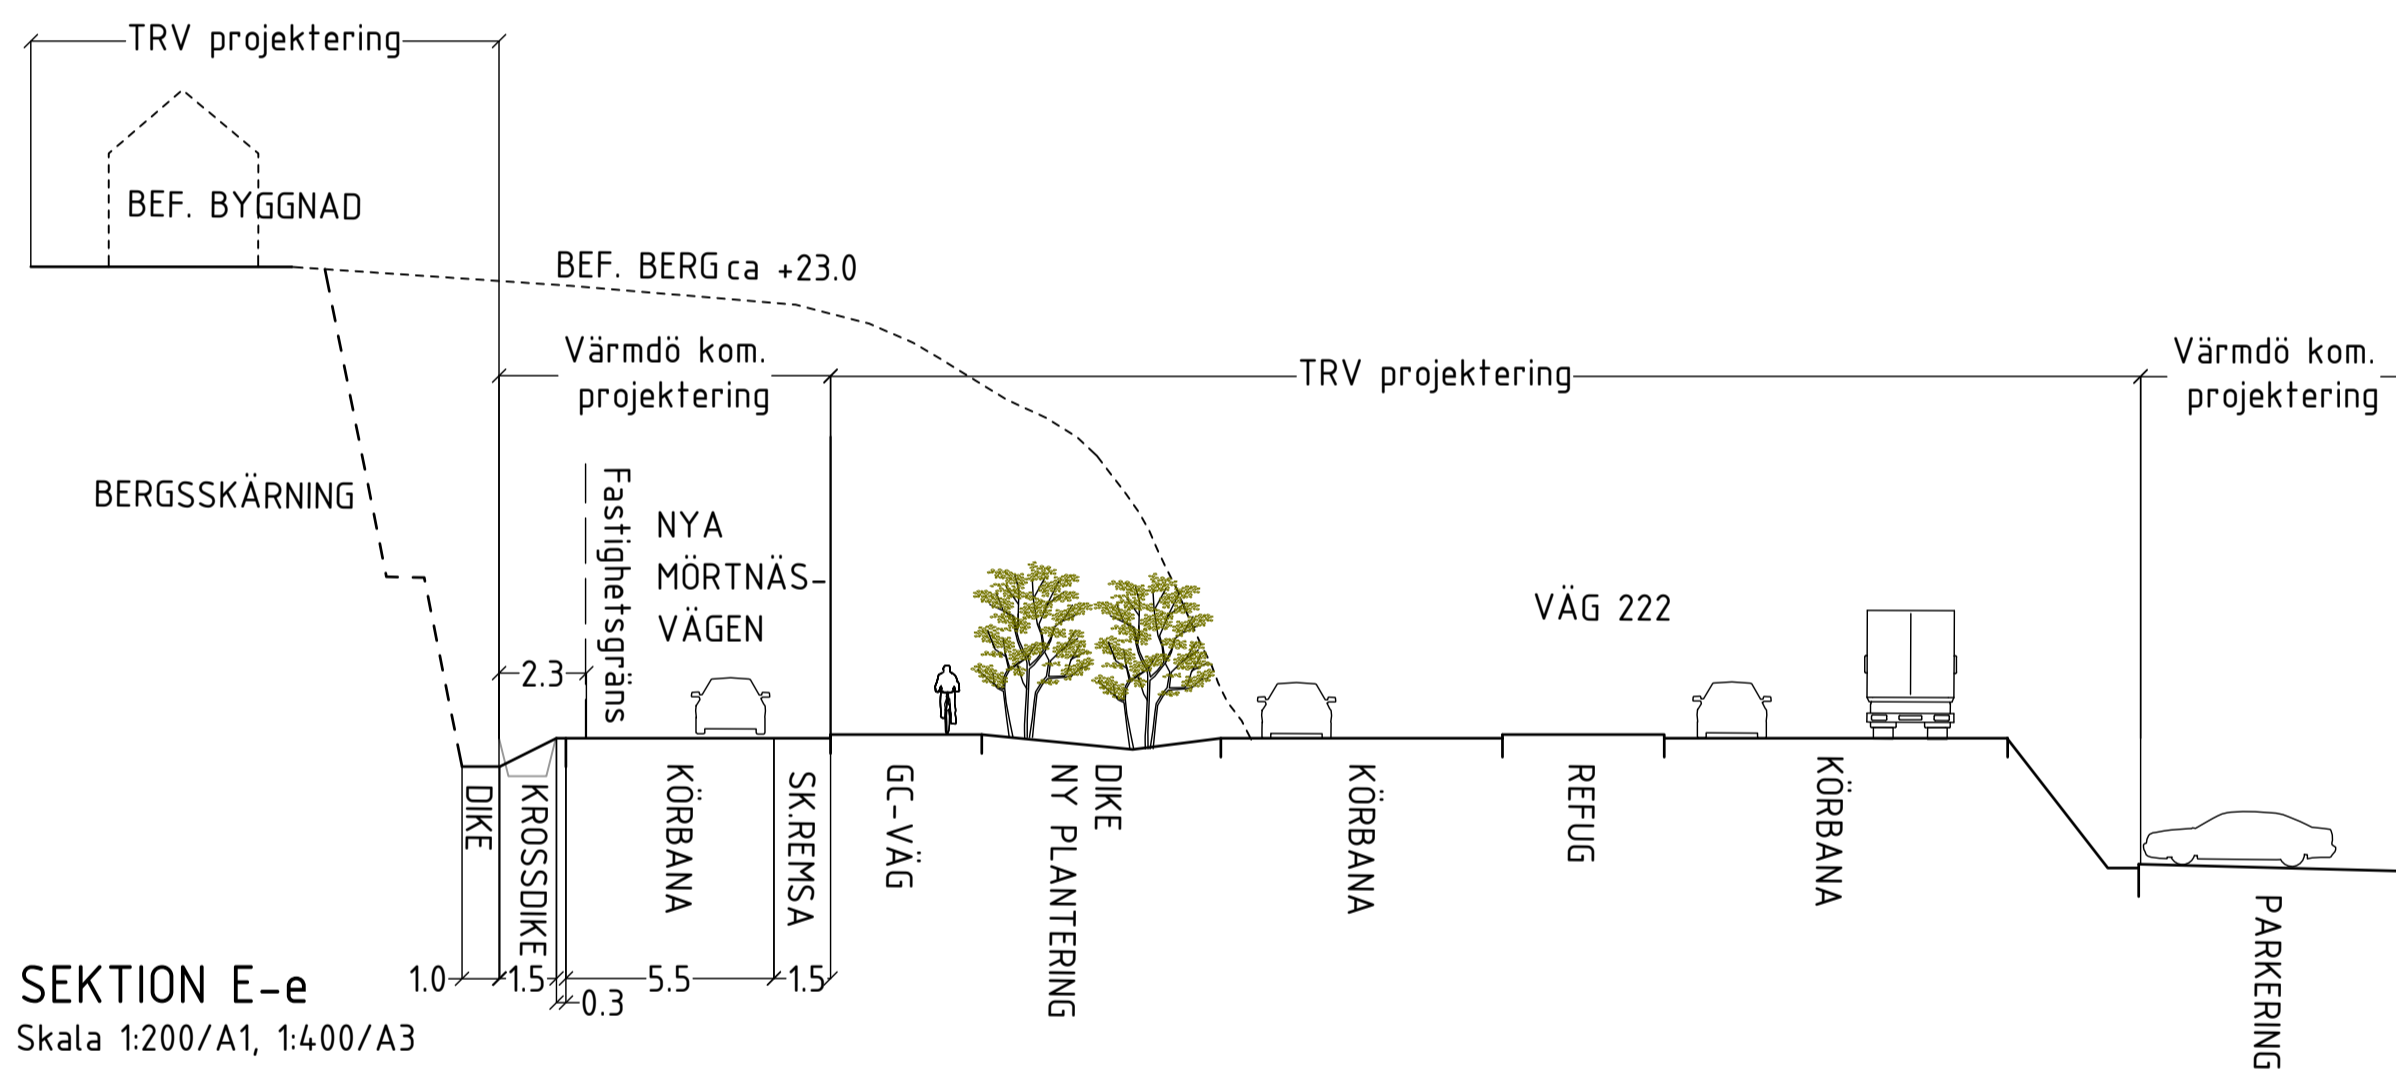 TRV projektering
BEF. BYGGNAD
BEF. BERG ca +23.0
Värmdö kom.
projektering
TRV projektering
Värmdö kom.
projektering
BERGSSKÄRNING
Fastighetsgräns
NYA
MÖRTNÄS-
VÄGEN
VÄG 222
2.3
DIKE
KROSSDIKE
KÖRBANA
SK.REMSA
GC-VÄG
DIKE
NY PLANTERING
KÖRBANA
REFUG
KÖRBANA
PARKERING
1.0
1.5
0.3
5.5
1.5
SEKTION E-e
Skala 1:200/A1, 1:400/A3